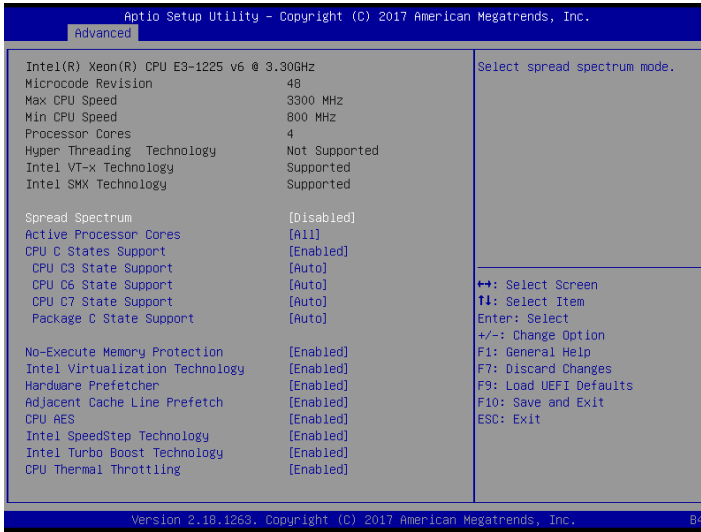 Aptio Setup Utility – Copyright (C) 2017 American Megatrends, Inc.
Advanced
Intel(R) Xeon(R) CPU E3-1225 v6 @ 3.30GHz
Microcode Revision 48
Max CPU Speed 3300 MHz
Min CPU Speed 800 MHz
Processor Cores 4
Hyper Threading Technology Not Supported
Intel VT-x Technology Supported
Intel SMX Technology Supported
Spread Spectrum [Disabled]
Active Processor Cores [All]
CPU C States Support [Enabled]
CPU C3 State Support [Auto]
CPU C6 State Support [Auto]
CPU C7 State Support [Auto]
Package C State Support [Auto]
No-Execute Memory Protection [Enabled]
Intel Virtualization Technology [Enabled]
Hardware Prefetcher [Enabled]
Adjacent Cache Line Prefetch [Enabled]
CPU AES [Enabled]
Intel SpeedStep Technology [Enabled]
Intel Turbo Boost Technology [Enabled]
CPU Thermal Throttling [Enabled]
Select spread spectrum mode.
↔: Select Screen
↑↓: Select Item
Enter: Select
+/-: Change Option
F1: General Help
F7: Discard Changes
F9: Load UEFI Defaults
F10: Save and Exit
ESC: Exit
Version 2.18.1263. Copyright (C) 2017 American Megatrends, Inc.